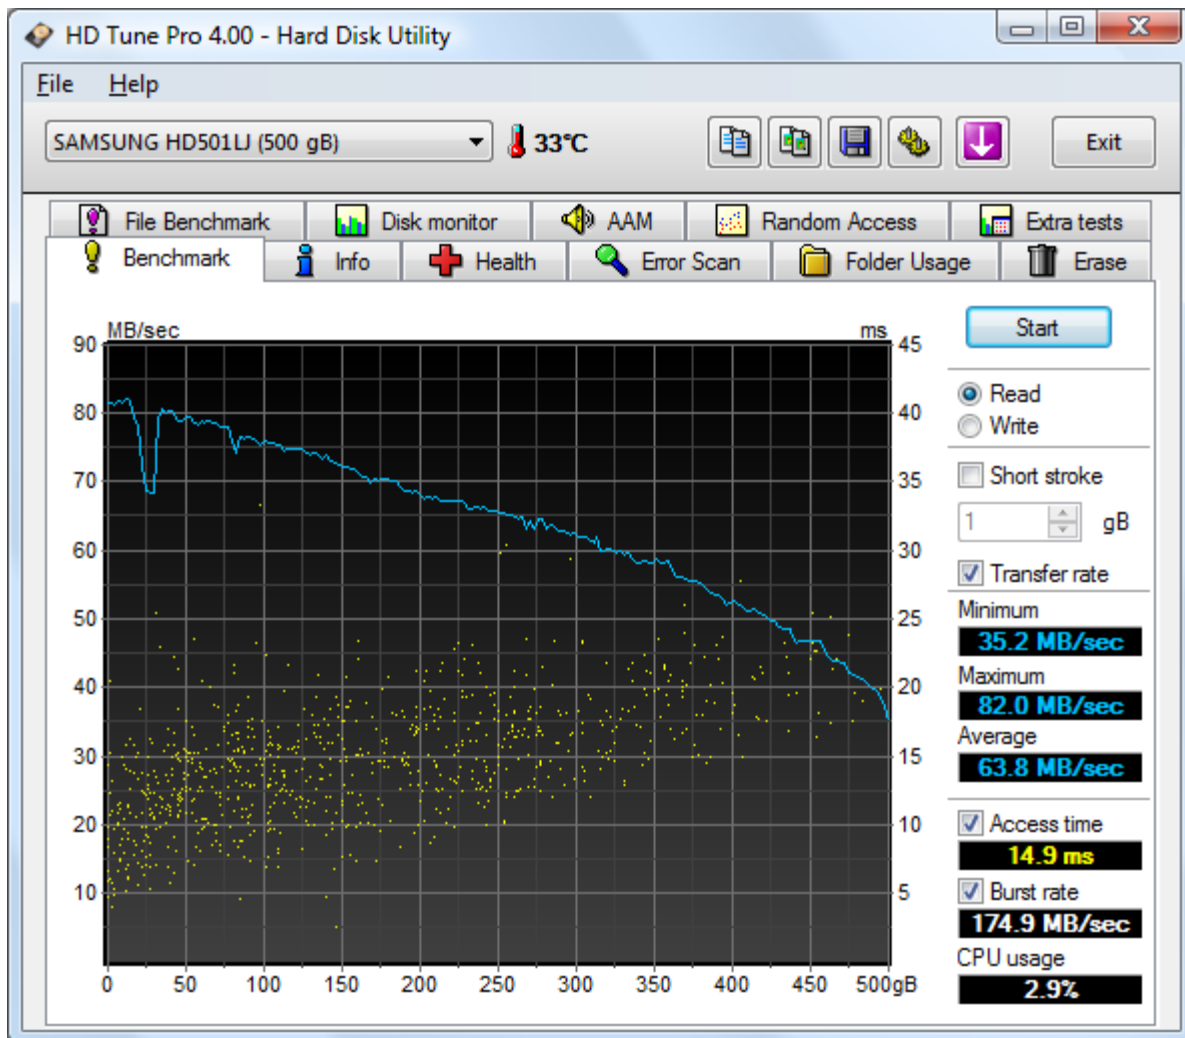 HD Tune Pro 4.00 - Hard Disk Utility
File Help
SAMSUNG HD501LJ (500 gB) 33°C Exit
File Benchmark Disk monitor AAM Random Access Extra tests
Benchmark Info Health Error Scan Folder Usage Erase
MB/sec ms
90 45
80 40
70 35
60 30
50 25
40 20
30 15
20 10
10 5
0 50 100 150 200 250 300 350 400 450 500gB
Start
Read
Write
Short stroke
1 gB
Transfer rate
Minimum
35.2 MB/sec
Maximum
82.0 MB/sec
Average
63.8 MB/sec
Access time
14.9 ms
Burst rate
174.9 MB/sec
CPU usage
2.9%